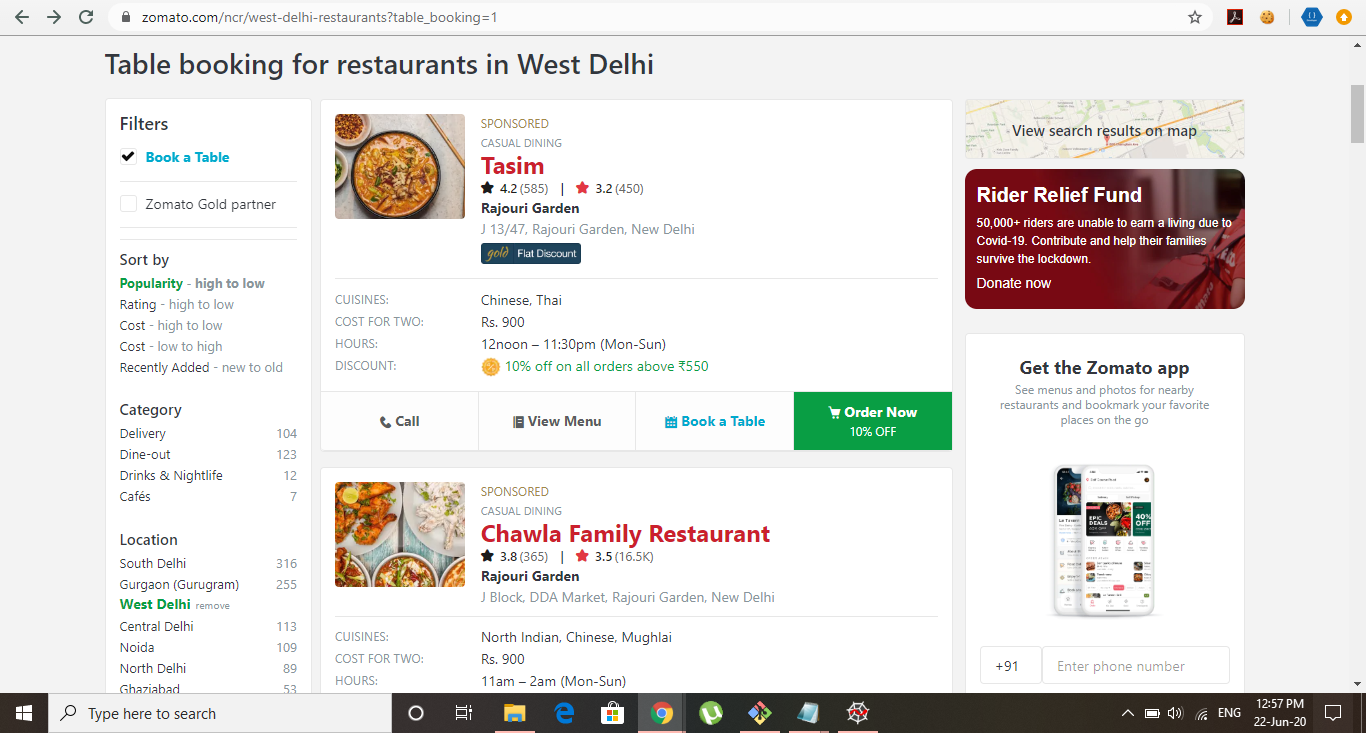 zomato.com/ncr/west-delhi-restaurants?table_booking=1
Table booking for restaurants in West Delhi
Filters
Book a Table
Zomato Gold partner
Sort by
Popularity - high to low
Rating - high to low
Cost - high to low
Cost - low to high
Recently Added - new to old
Category
Delivery 104
Dine-out 123
Drinks & Nightlife 12
Cafés 7
Location
South Delhi 316
Gurgaon (Gurugram) 255
West Delhi remove
Central Delhi 113
Noida 109
North Delhi 89
Ghaziabad 53
SPONSORED
CASUAL DINING
Tasim
4.2 (585) | 3.2 (450)
Rajouri Garden
J 13/47, Rajouri Garden, New Delhi
gold Flat Discount
CUISINES: Chinese, Thai
COST FOR TWO: Rs. 900
HOURS: 12noon – 11:30pm (Mon-Sun)
DISCOUNT: 10% off on all orders above ₹550
Call
View Menu
Book a Table
Order Now
10% OFF
SPONSORED
CASUAL DINING
Chawla Family Restaurant
3.8 (365) | 3.5 (16.5K)
Rajouri Garden
J Block, DDA Market, Rajouri Garden, New Delhi
CUISINES: North Indian, Chinese, Mughlai
COST FOR TWO: Rs. 900
HOURS: 11am – 2am (Mon-Sun)
View search results on map
Rider Relief Fund
50,000+ riders are unable to earn a living due to
Covid-19. Contribute and help their families
survive the lockdown.
Donate now
Get the Zomato app
See menus and photos for nearby
restaurants and bookmark your favorite
places on the go
EPIC
DEALS
40%
OFF
+91 Enter phone number
Type here to search
ENG
12:57 PM
22-Jun-20